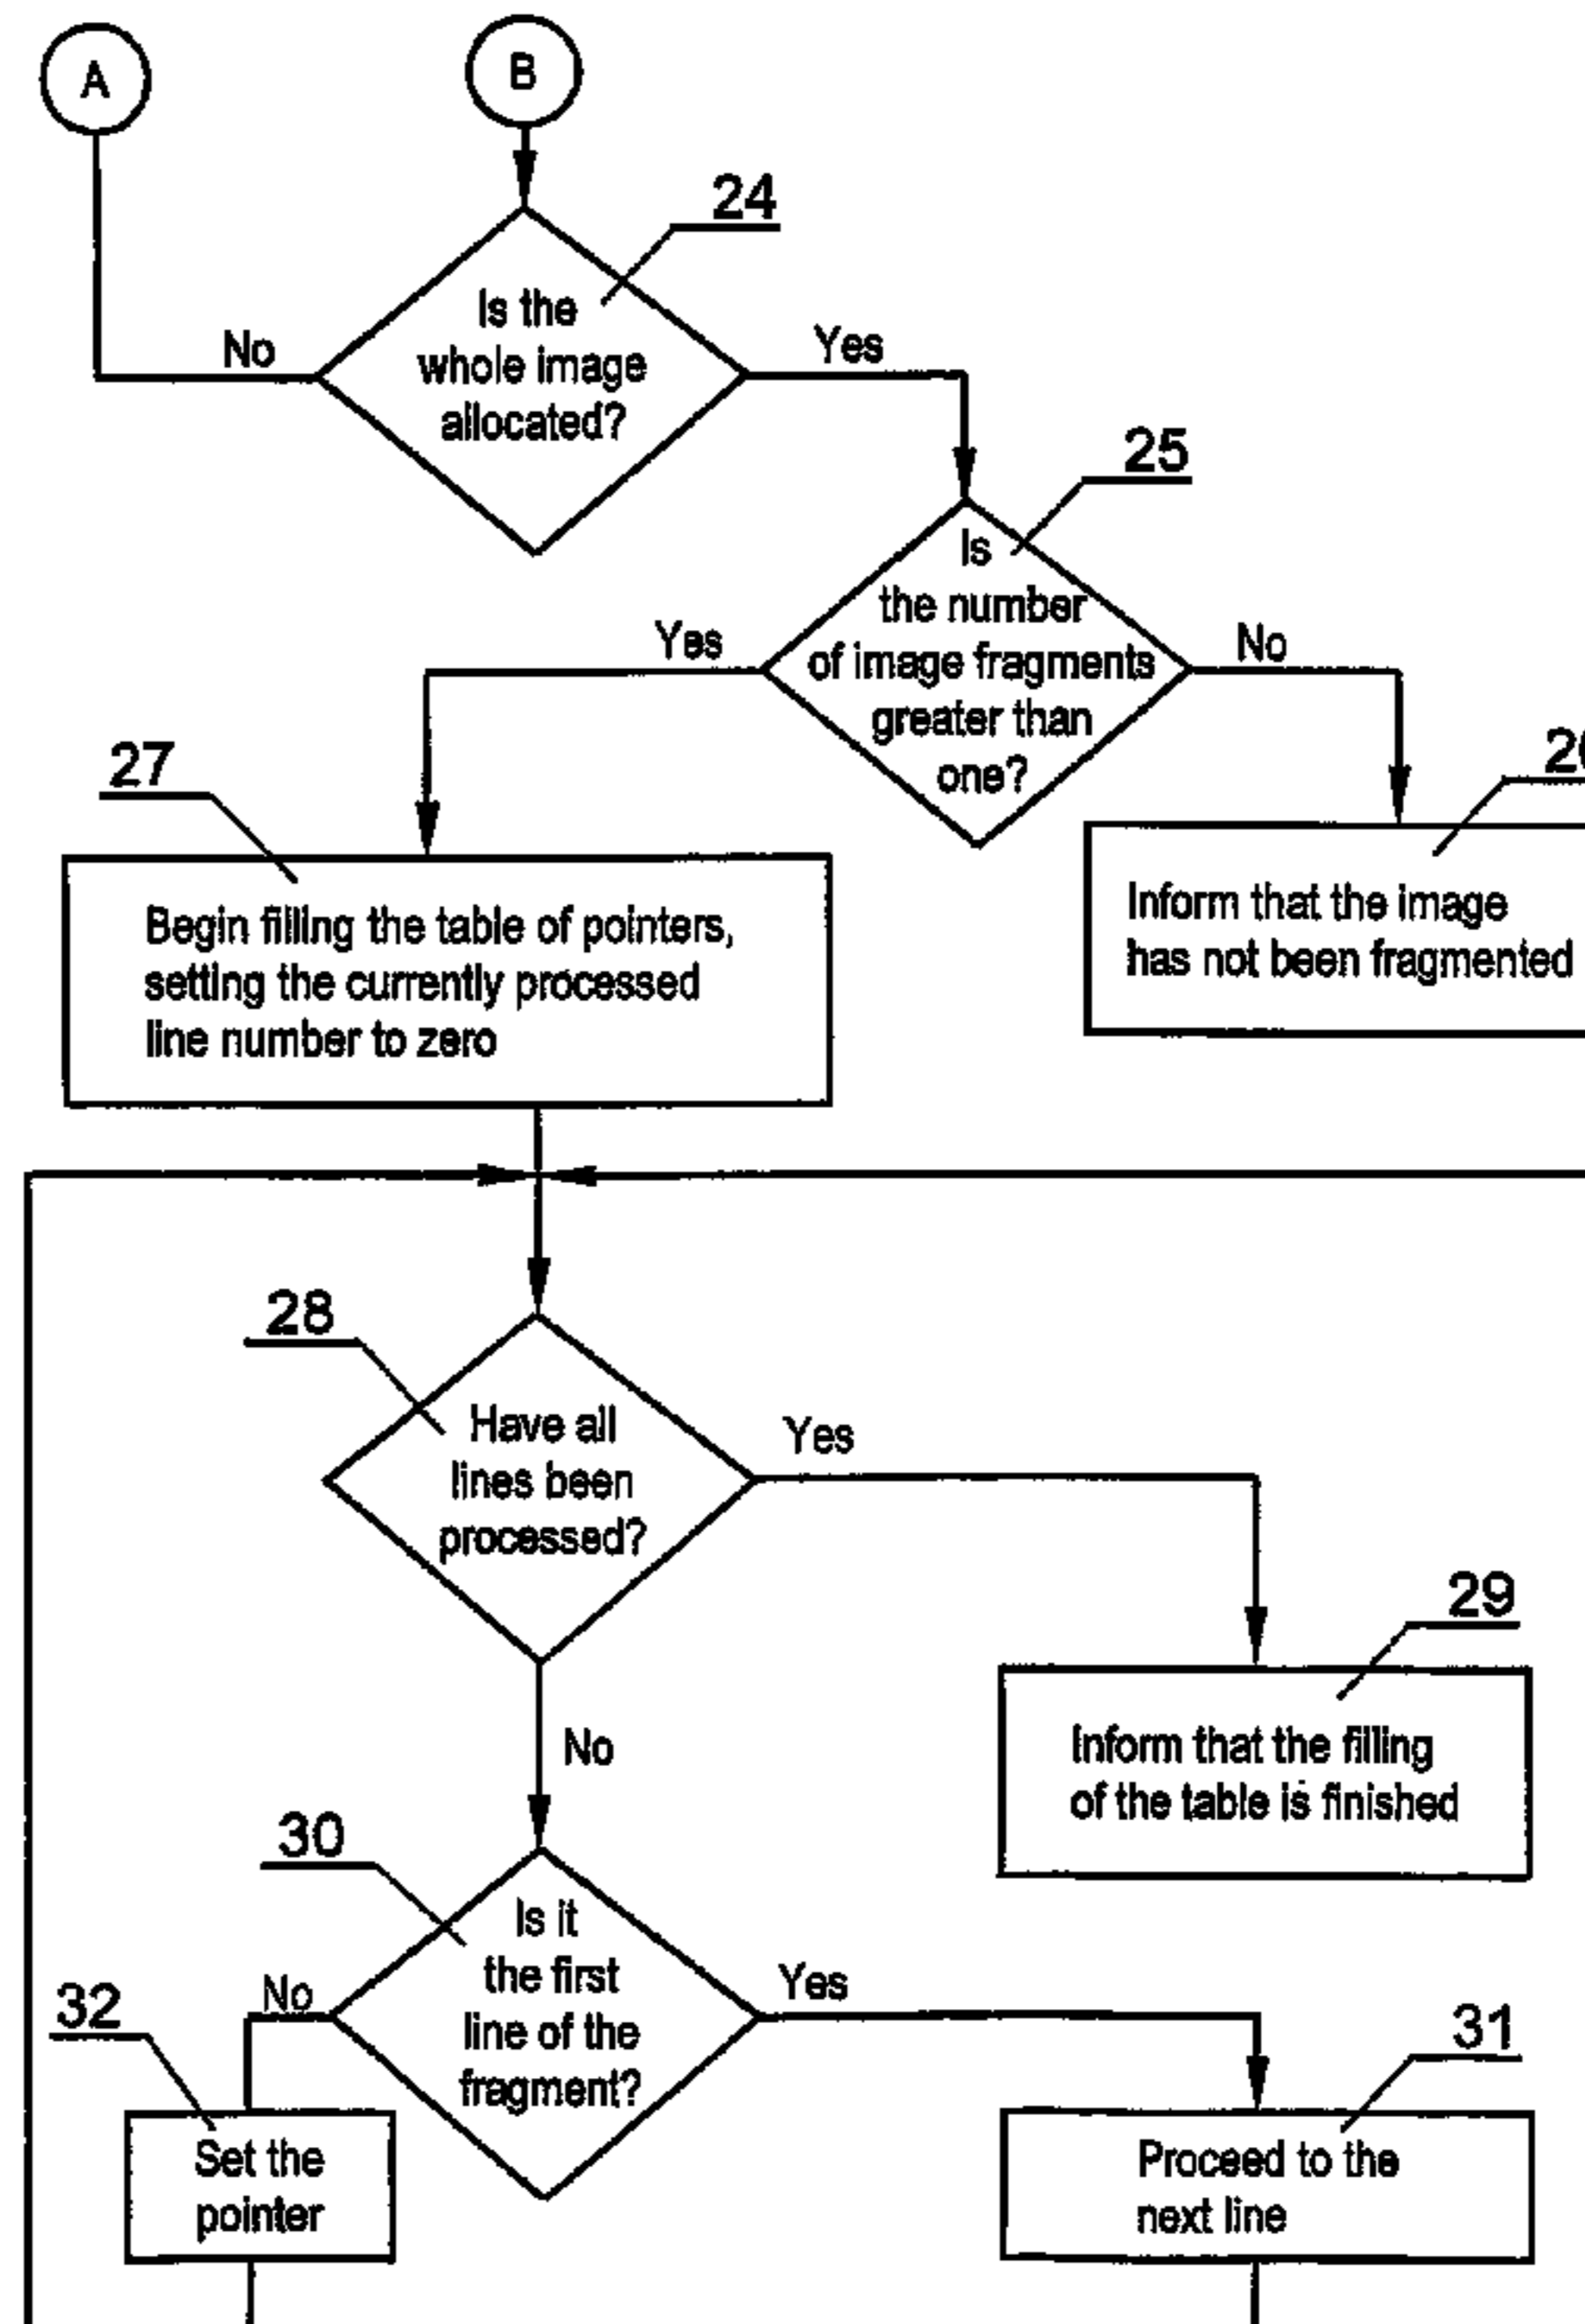 A
B
24
Is the
whole image
allocated?
No
Yes
25
Is
the number
of image fragments
greater than
one?
Yes
No
27
Begin filling the table of pointers,
setting the currently processed
line number to zero
Inform that the image
has not been fragmented
28
Have all
lines been
processed?
Yes
No
29
Inform that the filling
of the table is finished
30
Is it
the first
line of the
fragment?
No
Yes
32
Set the
pointer
31
Proceed to the
next line